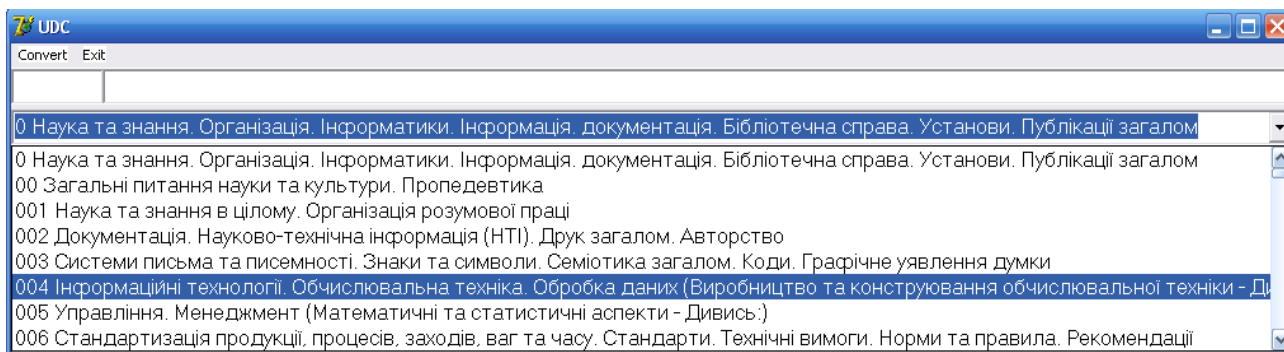 UDC
Convert Exit
0 Наука та знання. Організація. Інформатики. Інформація. документація. Бібліотечна справа. Установи. Публікації загалом
0 Наука та знання. Організація. Інформатики. Інформація. документація. Бібліотечна справа. Установи. Публікації загалом
00 Загальні питання науки та культури. Пропедевтика
001 Наука та знання в цілому. Організація розумової праці
002 Документація. Науково-технічна інформація (НТІ). Друк загалом. Авторство
003 Системи письма та писемності. Знаки та символи. Семіотика загалом. Коди. Графічне уявлення думки
004 Інформаційні технології. Обчислювальна техніка. Обробка даних (Виробництво та конструювання обчислювальної техніки - Ди
005 Управління. Менеджмент (Математичні та статистичні аспекти - Дивись:)
006 Стандартизація продукції, процесів, заходів, ваг та часу. Стандарти. Технічні вимоги. Норми та правила. Рекомендації